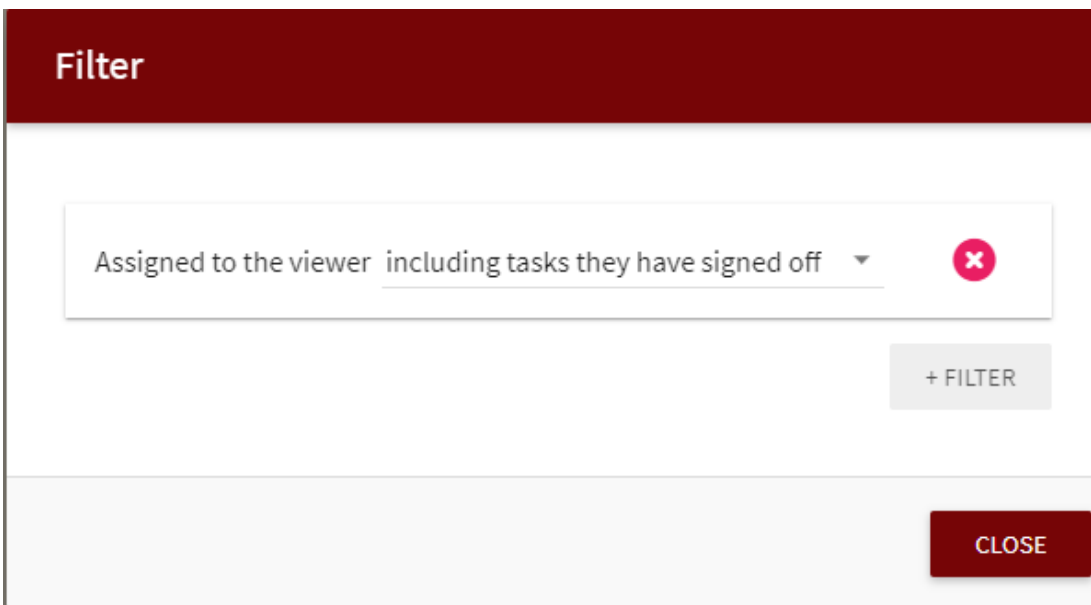 Filter
Assigned to the viewer including tasks they have signed off
+ FILTER
CLOSE